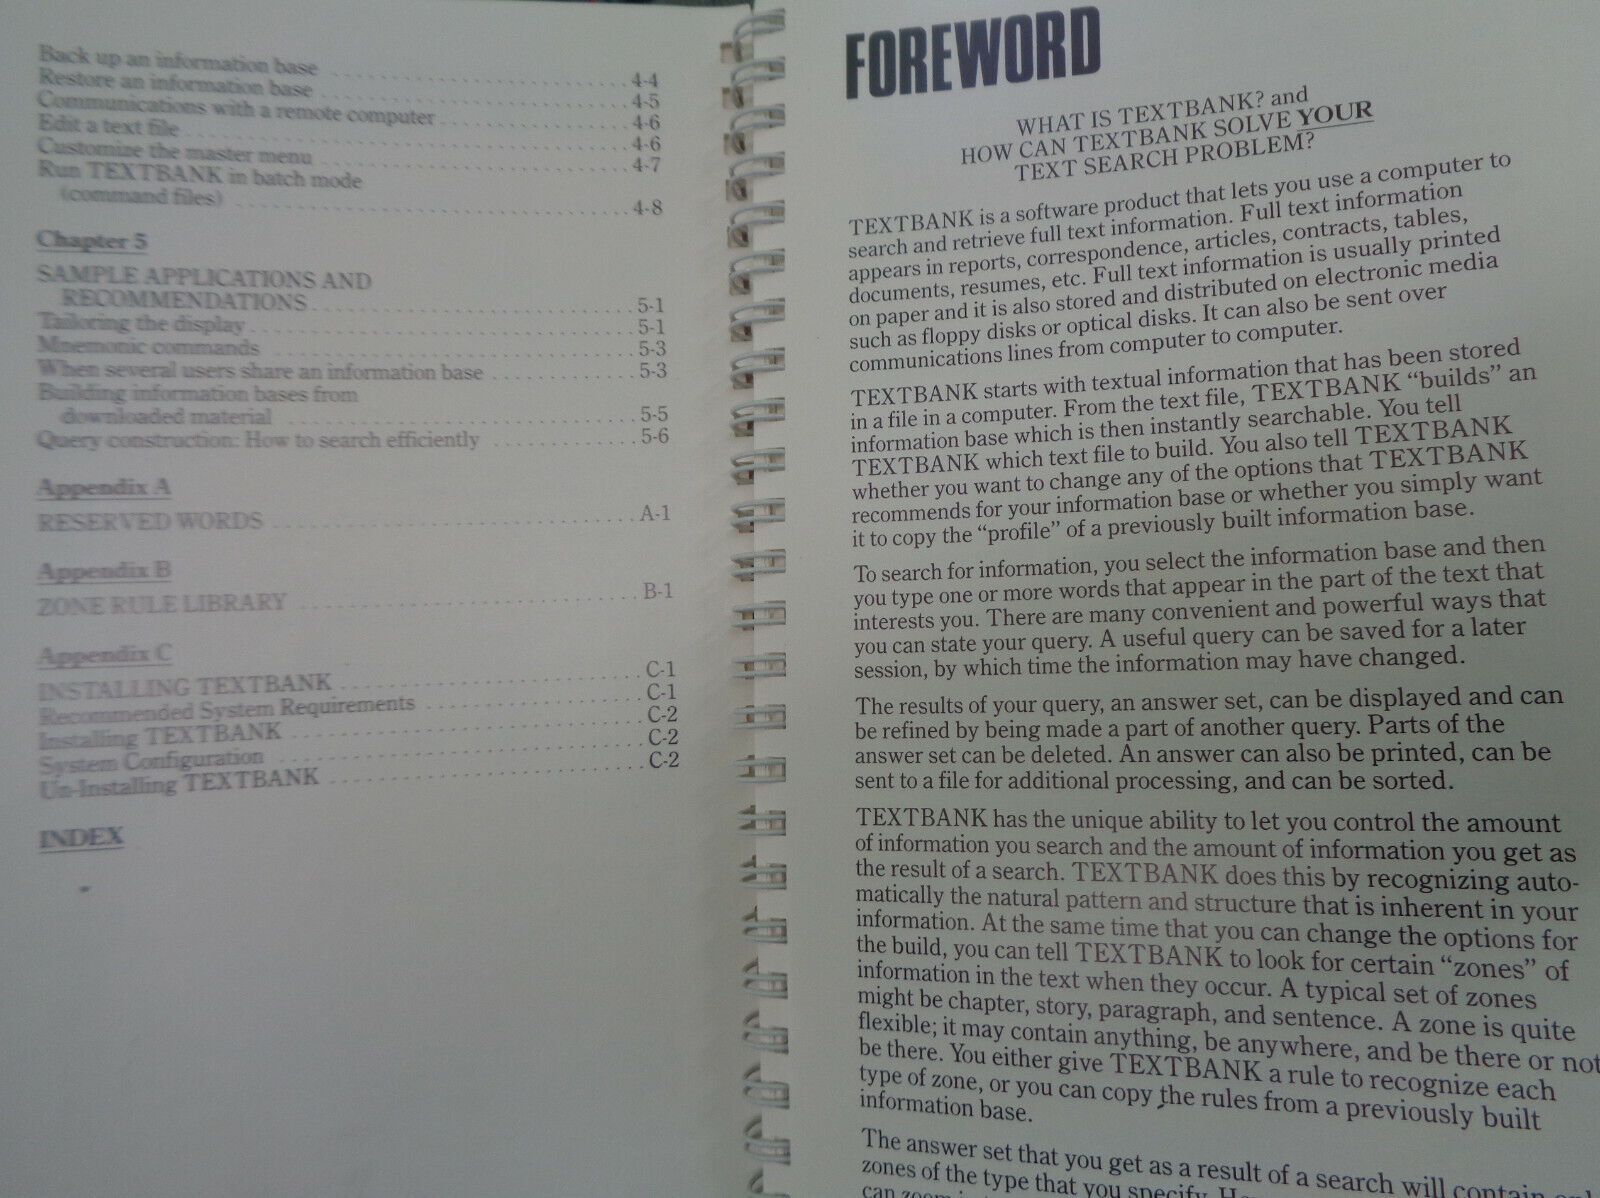 Back up an information base ........ 4-4
Restore an information base ........ 4-5
Communications with a remote computer ........ 4-6
Edit a text file ........ 4-6
Customize the master menu ........ 4-7
Run TEXTBANK in batch mode
(command files) ........ 4-8
Chapter 5
SAMPLE APPLICATIONS AND
RECOMMENDATIONS ........ 5-1
Tailoring the display ........ 5-1
Mnemonic commands ........ 5-3
When several users share an information base ........ 5-3
Building information bases from
downloaded material ........ 5-5
Query construction: How to search efficiently ........ 5-6
Appendix A
RESERVED WORDS ........ A-1
Appendix B
ZONE RULE LIBRARY ........ B-1
Appendix C
INSTALLING TEXTBANK ........ C-1
Recommended System Requirements ........ C-1
Installing TEXTBANK ........ C-2
System Configuration ........ C-2
Un-Installing TEXTBANK ........ C-2
INDEX
FOREWORD
WHAT IS TEXTBANK? and
HOW CAN TEXTBANK SOLVE YOUR
TEXT SEARCH PROBLEM?
TEXTBANK is a software product that lets you use a computer to
search and retrieve full text information. Full text information
appears in reports, correspondence, articles, contracts, tables,
documents, resumes, etc. Full text information is usually printed
on paper and it is also stored and distributed on electronic media
such as floppy disks or optical disks. It can also be sent over
communications lines from computer to computer.
TEXTBANK starts with textual information that has been stored
in a file in a computer. From the text file, TEXTBANK “builds” an
information base which is then instantly searchable. You tell
TEXTBANK which text file to build. You also tell TEXTBANK
whether you want to change any of the options that TEXTBANK
recommends for your information base or whether you simply want
it to copy the “profile” of a previously built information base.
To search for information, you select the information base and then
you type one or more words that appear in the part of the text that
interests you. There are many convenient and powerful ways that
you can state your query. A useful query can be saved for a later
session, by which time the information may have changed.
The results of your query, an answer set, can be displayed and can
be refined by being made a part of another query. Parts of the
answer set can be deleted. An answer can also be printed, can be
sent to a file for additional processing, and can be sorted.
TEXTBANK has the unique ability to let you control the amount
of information you search and the amount of information you get as
the result of a search. TEXTBANK does this by recognizing auto-
matically the natural pattern and structure that is inherent in your
information. At the same time that you can change the options for
the build, you can tell TEXTBANK to look for certain “zones” of
information in the text when they occur. A typical set of zones
might be chapter, story, paragraph, and sentence. A zone is quite
flexible; it may contain anything, be anywhere, and be there or not
be there. You either give TEXTBANK a rule to recognize each
type of zone, or you can copy the rules from a previously built
information base.
The answer set that you get as a result of a search will contain
zones of the type that you specify.
can zoom